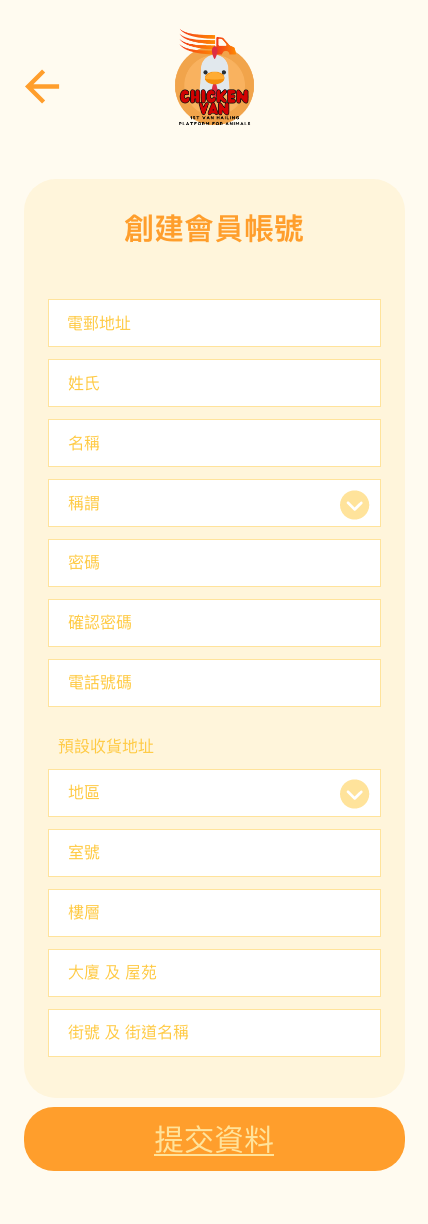 CHICKEN
VAN
1ST VAN HAILING
PLATFORM FOR ANIMALS
創建會員帳號
電郵地址
姓氏
名稱
稱謂
密碼
確認密碼
電話號碼
預設收貨地址
地區
室號
樓層
大廈 及 屋苑
街號 及 街道名稱
提交資料